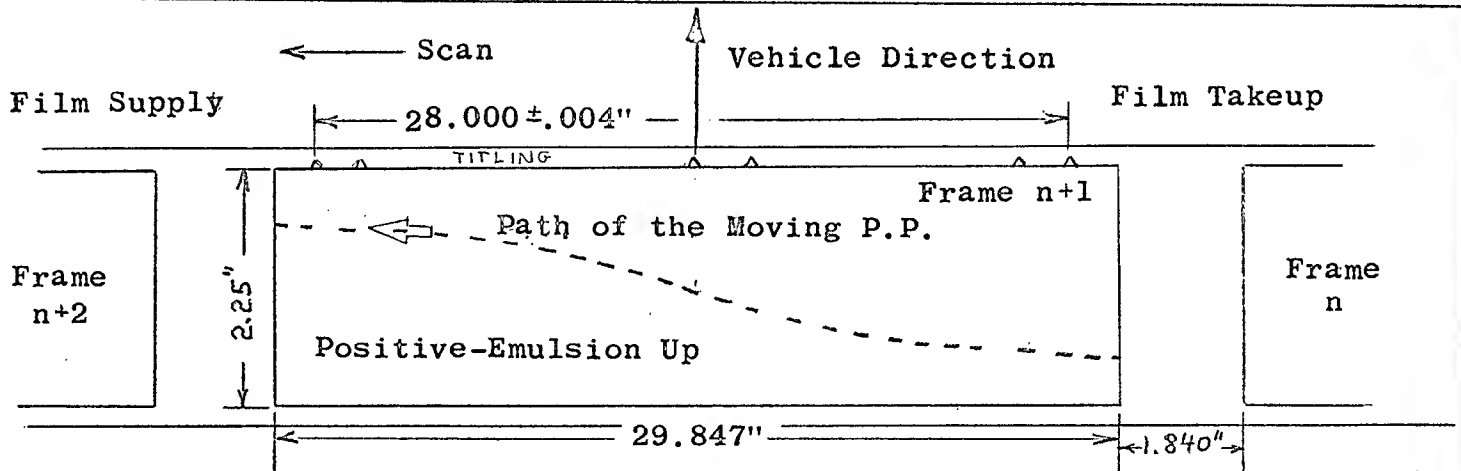 Scan
Vehicle Direction
Film Supply
28.000 ±.004"
Film Takeup
TITLING
Frame n+1
Path of the Moving P.P.
Frame
n+2
2.25"
Frame
n
Positive-Emulsion Up
29.847"
1.840"